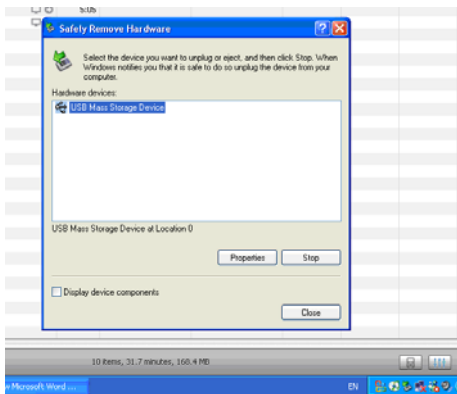 5:05
Safely Remove Hardware
Select the device you want to unplug or eject, and then click Stop. When
Windows notifies you that it is safe to do so unplug the device from your
computer.
Hardware devices:
USB Mass Storage Device
USB Mass Storage Device at Location 0
Properties
Stop
Display device components
Close
10 items, 31.7 minutes, 160.4 MB
w Microsoft Word ...
EN